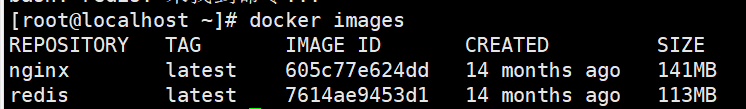 [root@localhost ~]# docker images
REPOSITORY TAG IMAGE ID CREATED SIZE
nginx latest 605c77e624dd 14 months ago 141MB
redis latest 7614ae9453d1 14 months ago 113MB